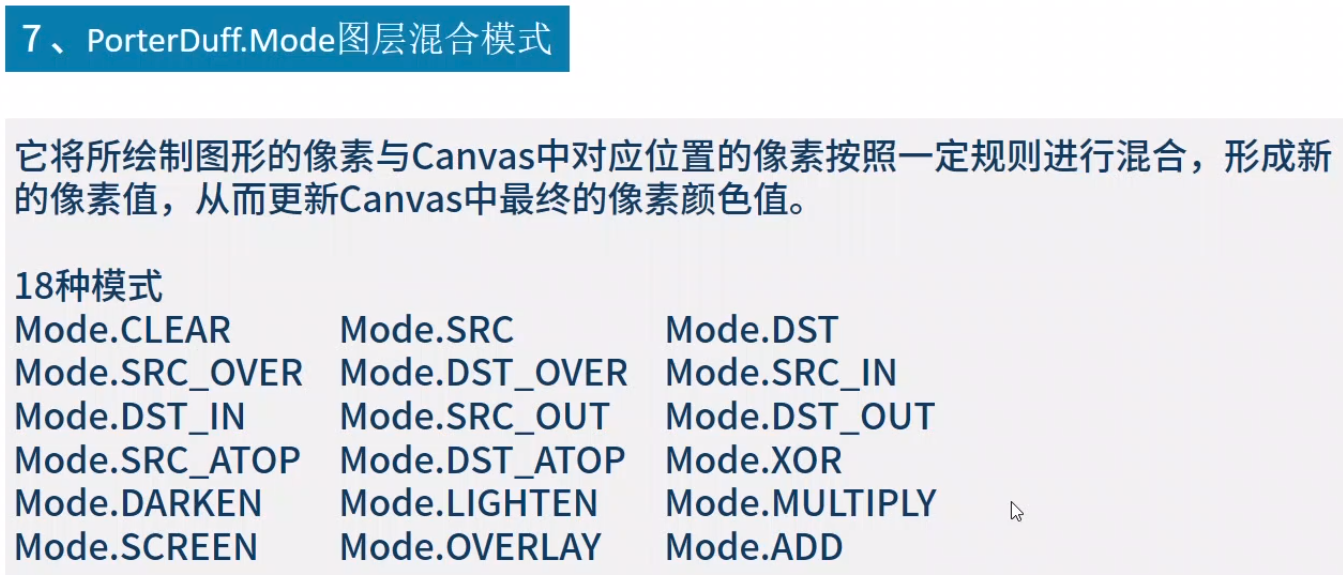 7、PorterDuff.Mode图层混合模式
它将所绘制图形的像素与Canvas中对应位置的像素按照一定规则进行混合，形成新
的像素值，从而更新Canvas中最终的像素颜色值。
18种模式
Mode.CLEAR Mode.SRC Mode.DST
Mode.SRC_OVER Mode.DST_OVER Mode.SRC_IN
Mode.DST_IN Mode.SRC_OUT Mode.DST_OUT
Mode.SRC_ATOP Mode.DST_ATOP Mode.XOR
Mode.DARKEN Mode.LIGHTEN Mode.MULTIPLY
Mode.SCREEN Mode.OVERLAY Mode.ADD